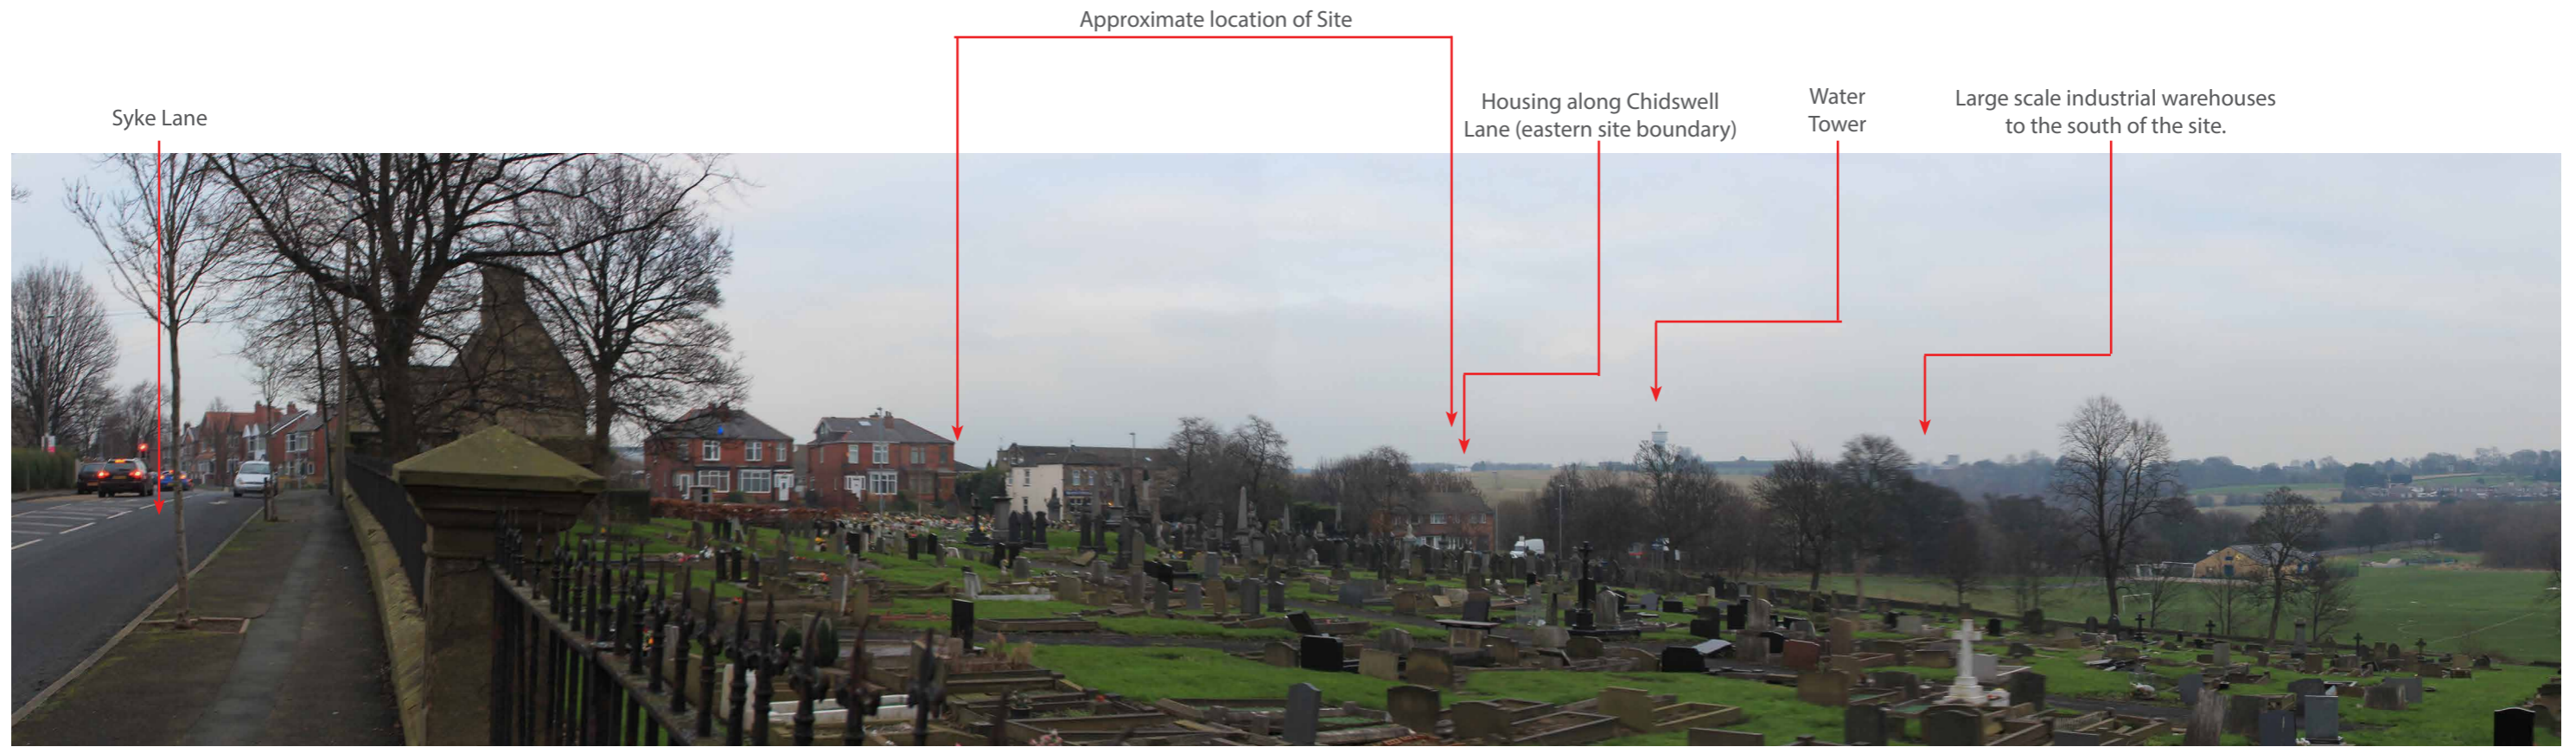 Approximate location of Site
Syke Lane
Housing along Chidswell
Lane (eastern site boundary)
Water
Tower
Large scale industrial warehouses
to the south of the site.